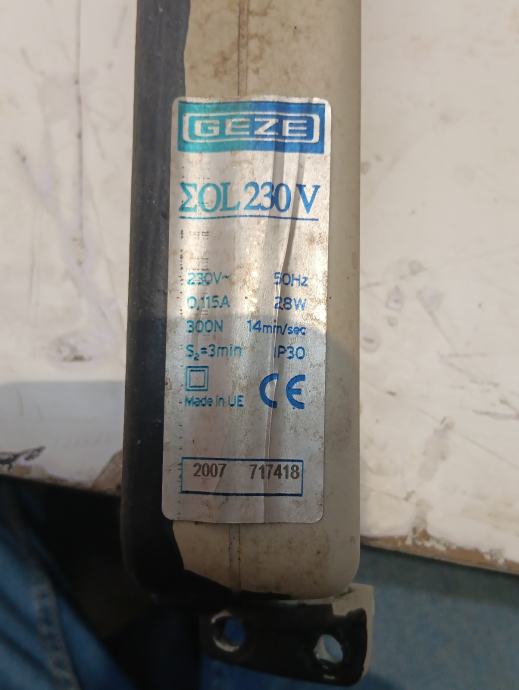 GEZE
ΣOL 230 V
230V~ 50Hz
0,115A 28W
300N 14mm/sec
S₂=3min IP30
Made in UE CE
2007 717418